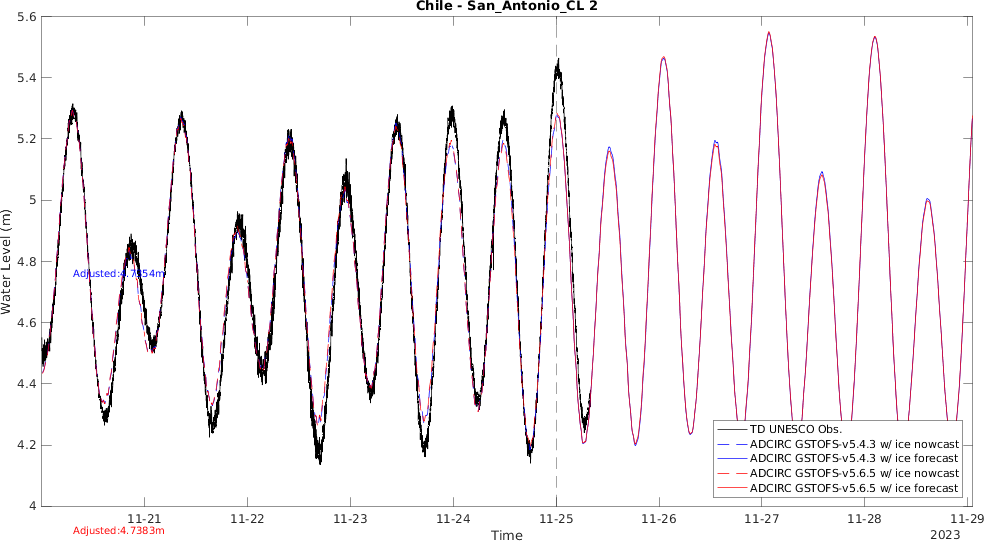 Chile - San_Antonio_CL 2
5.6
5.4
5.2
5
4.8
4.6
4.4
4.2
4
Water Level (m)
Adjusted:4.7354m
TD UNESCO Obs.
ADCIRC GSTOFS-v5.4.3 w/ ice nowcast
ADCIRC GSTOFS-v5.4.3 w/ ice forecast
ADCIRC GSTOFS-v5.6.5 w/ ice nowcast
ADCIRC GSTOFS-v5.6.5 w/ ice forecast
11-21 11-22 11-23 11-24 11-25 11-26 11-27 11-28 11-29
Adjusted:4.7383m
Time
2023